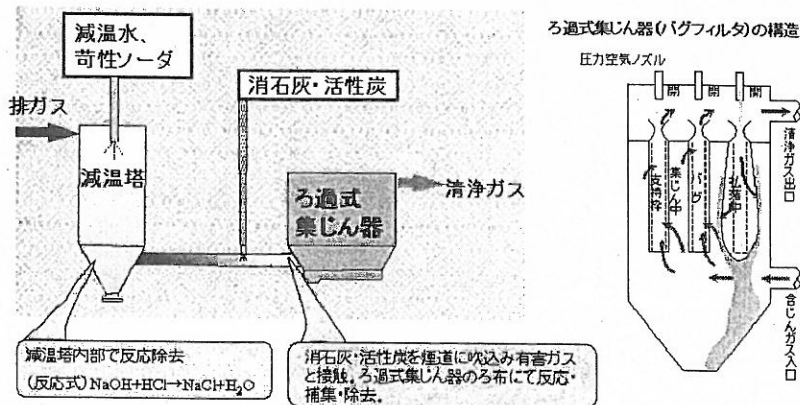 減温水、
苛性ソーダ
消石灰・活性炭
排ガス
減温塔
ろ過式
集じん器
清浄ガス
減温塔内部で反応除去
(反応式) NaOH+HCl→NaCl+H₂O
消石灰・活性炭を煙道に吹込み有害ガス
と接触。ろ過式集じん器のろ布にて反応・
捕集・除去。
ろ過式集じん器(バグフィルタ)の構造
圧力空気ノズル
閉
閉
開
清浄ガス出口
支持枠
集じん中
バグ
払落中
含じんガス入口